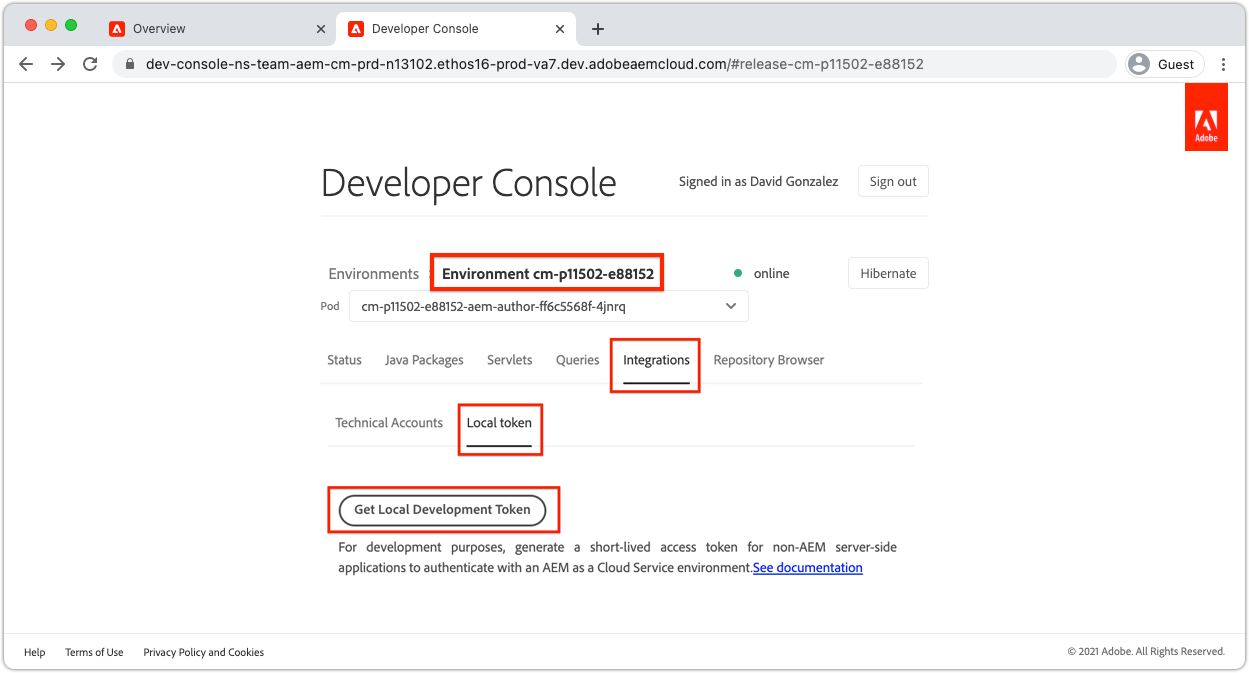 Overview
Developer Console
dev-console-ns-team-aem-cm-prd-n13102.ethos16-prod-va7.dev.adobeaemcloud.com/#release-cm-p11502-e88152
Guest
Adobe
Developer Console
Signed in as David Gonzalez
Sign out
Environments
Environment cm-p11502-e88152
online
Hibernate
Pod
cm-p11502-e88152-aem-author-ff6c5568f-4jnrq
Status
Java Packages
Servlets
Queries
Integrations
Repository Browser
Technical Accounts
Local token
Get Local Development Token
For development purposes, generate a short-lived access token for non-AEM server-side
applications to authenticate with an AEM as a Cloud Service environment.See documentation
Help
Terms of Use
Privacy Policy and Cookies
© 2021 Adobe. All Rights Reserved.